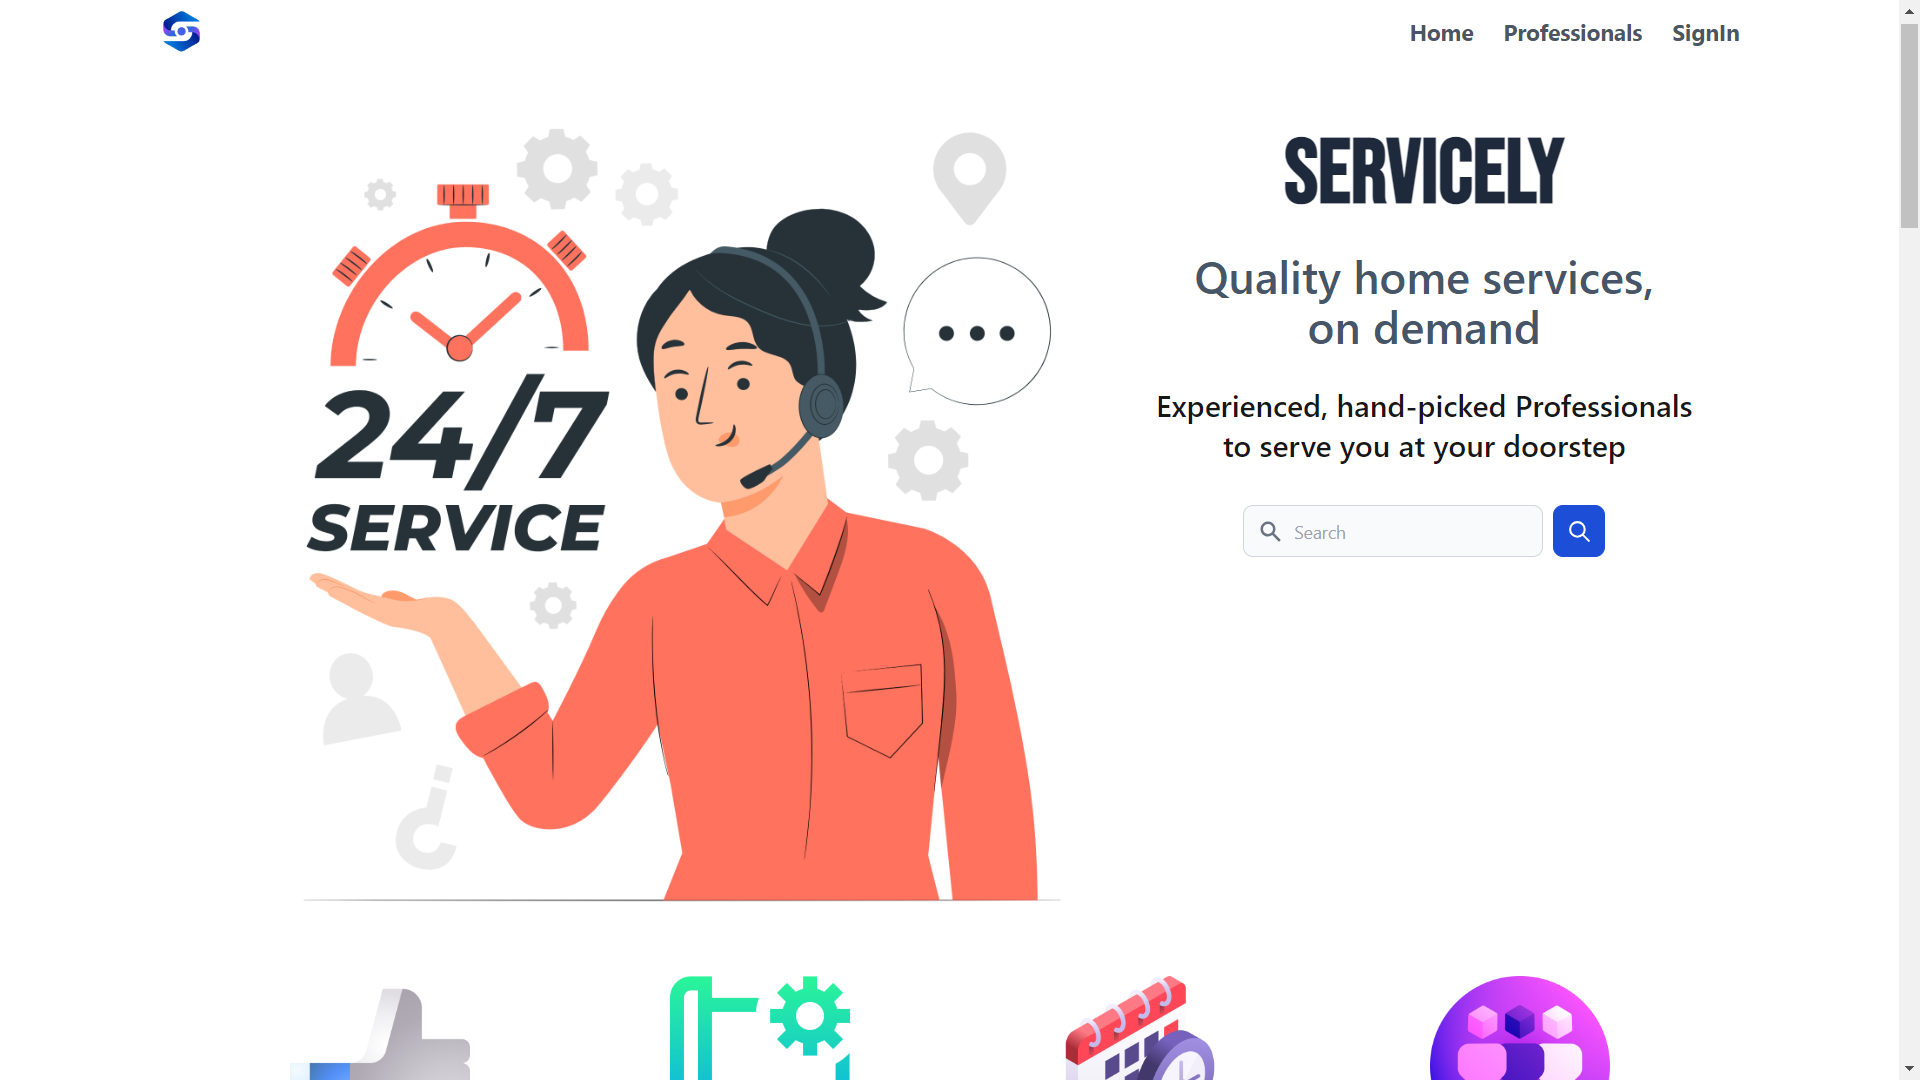 Home
Professionals
SignIn
SERVICELY
Quality home services,
on demand
Experienced, hand-picked Professionals
to serve you at your doorstep
Search
24/7
SERVICE